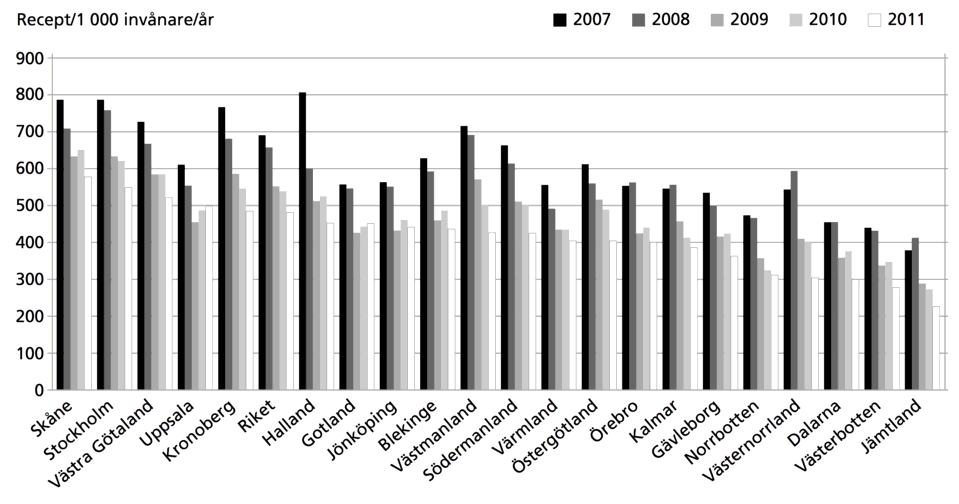 Recept/1 000 invånare/år
2007 2008 2009 2010 2011
900
800
700
600
500
400
300
200
100
0
Skåne
Stockholm
Västra Götaland
Uppsala
Kronoberg
Riket
Halland
Gotland
Jönköping
Blekinge
Västmanland
Södermanland
Värmland
Östergötland
Örebro
Kalmar
Gävleborg
Norrbotten
Västernorrland
Dalarna
Västerbotten
Jämtland